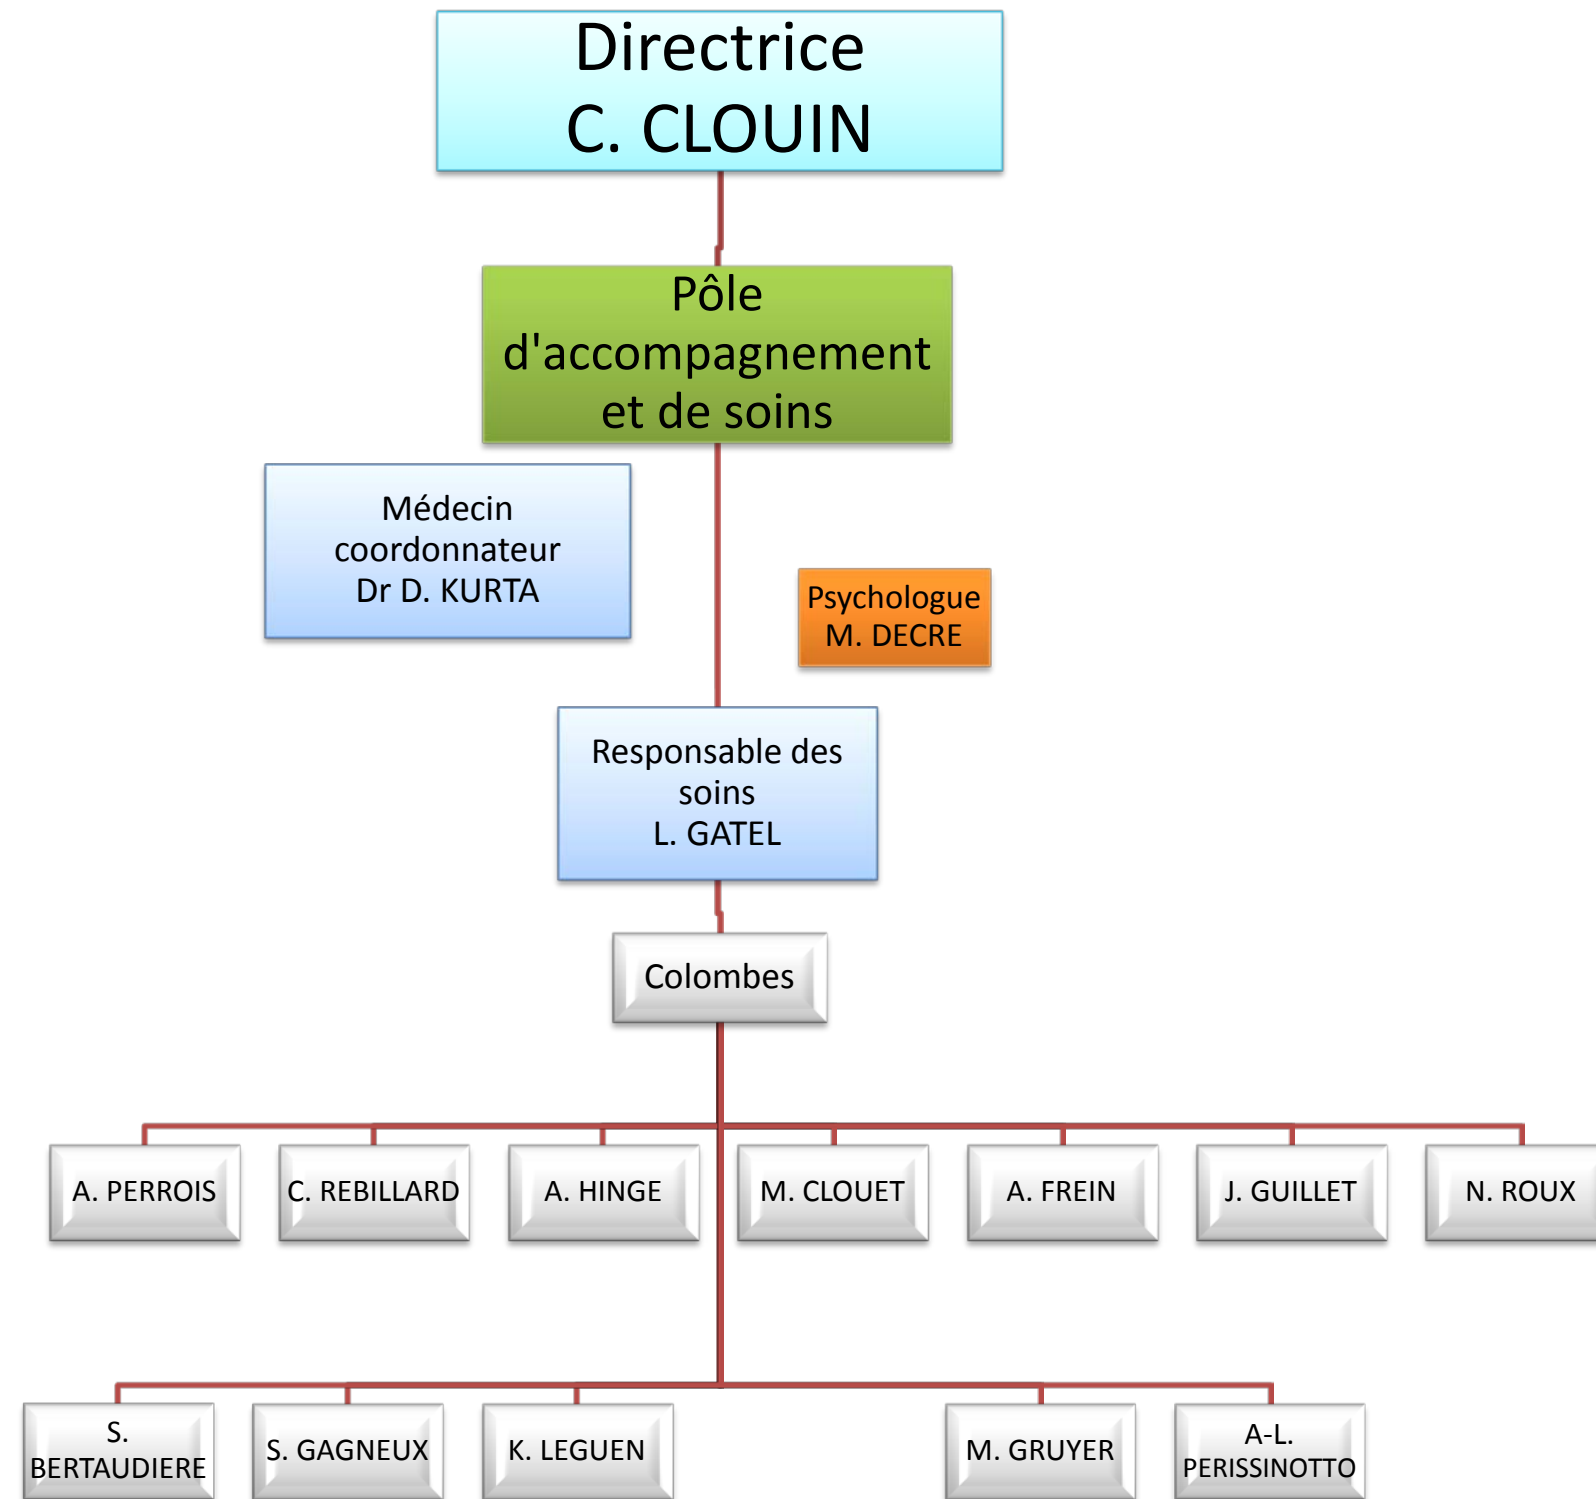 Directrice
C. CLOUIN
Pôle
d'accompagnement
et de soins
Médecin
coordonnateur
Dr D. KURTA
Psychologue
M. DECRE
Responsable des
soins
L. GATEL
Colombes
A. PERROIS
C. REBILLARD
A. HINGE
M. CLOUET
A. FREIN
J. GUILLET
N. ROUX
S.
BERTAUDIERE
S. GAGNEUX
K. LEGUEN
M. GRUYER
A-L.
PERISSINOTTO